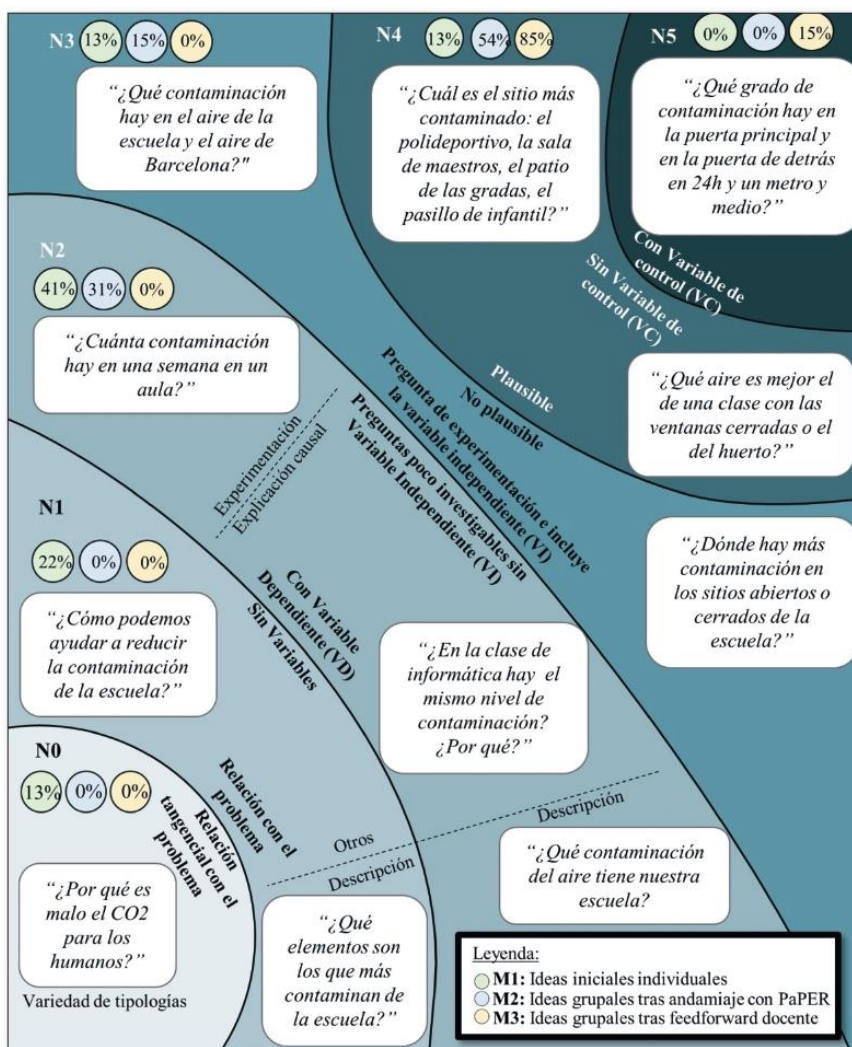 N3
13% 15% 0%
“¿Qué contaminación
hay en el aire de la
escuela y el aire de
Barcelona?"
N4
13% 54% 85%
“¿Cuál es el sitio más
contaminado: el
polideportivo, la sala
de maestros, el patio
de las gradas, el
pasillo de infantil?”
N5
0% 0% 15%
“¿Qué grado de
contaminación hay en
la puerta principal y
en la puerta de detrás
en 24h y un metro y
medio?”
Con Variable de
control (VC)
Sin Variable de
control (VC)
N2
41% 31% 0%
“¿Cuánta contaminación
hay en una semana en un
aula?”
Plausible
No plausible
Pregunta de experimentación e incluye
la variable independiente (VI)
Preguntas poco investigables sin
Variable Independiente (VI)
“¿Qué aire es mejor el
de una clase con las
ventanas cerradas o el
del huerto?”
Experimentación
Explicación causal
N1
22% 0% 0%
“¿Cómo podemos
ayudar a reducir
la contaminación
de la escuela?”
Con Variable
Dependiente (VD)
Sin Variables
“¿Dónde hay más
contaminación en
los sitios abiertos o
cerrados de la
escuela?”
“¿En la clase de
informática hay el
mismo nivel de
contaminación?
¿Por qué?”
N0
13% 0% 0%
Relación con el
problema
Relación
tangencial con el
problema
Otros
Descripción
Descripción
“¿Por qué es
malo el CO2
para los
humanos?”
Variedad de tipologías
“¿Qué
elementos son
los que más
contaminan de
la escuela?”
“¿Qué contaminación
del aire tiene nuestra
escuela?
Leyenda:
M1: Ideas iniciales individuales
M2: Ideas grupales tras andamiaje con PaPER
M3: Ideas grupales tras feedforward docente